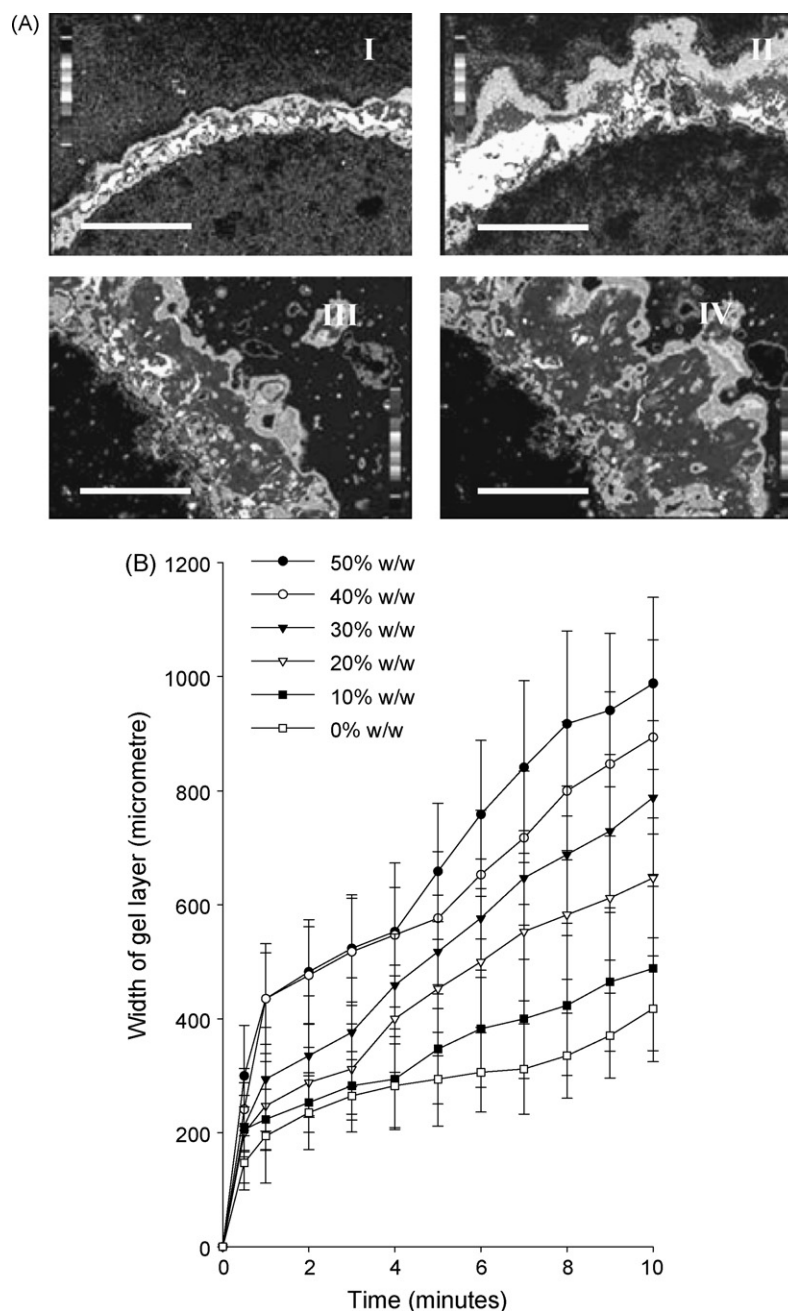 (A)
I
II
III
IV
(B)
1200
1000
800
600
400
200
0
Width of gel layer (micrometre)
50% w/w
40% w/w
30% w/w
20% w/w
10% w/w
0% w/w
0 2 4 6 8 10
Time (minutes)